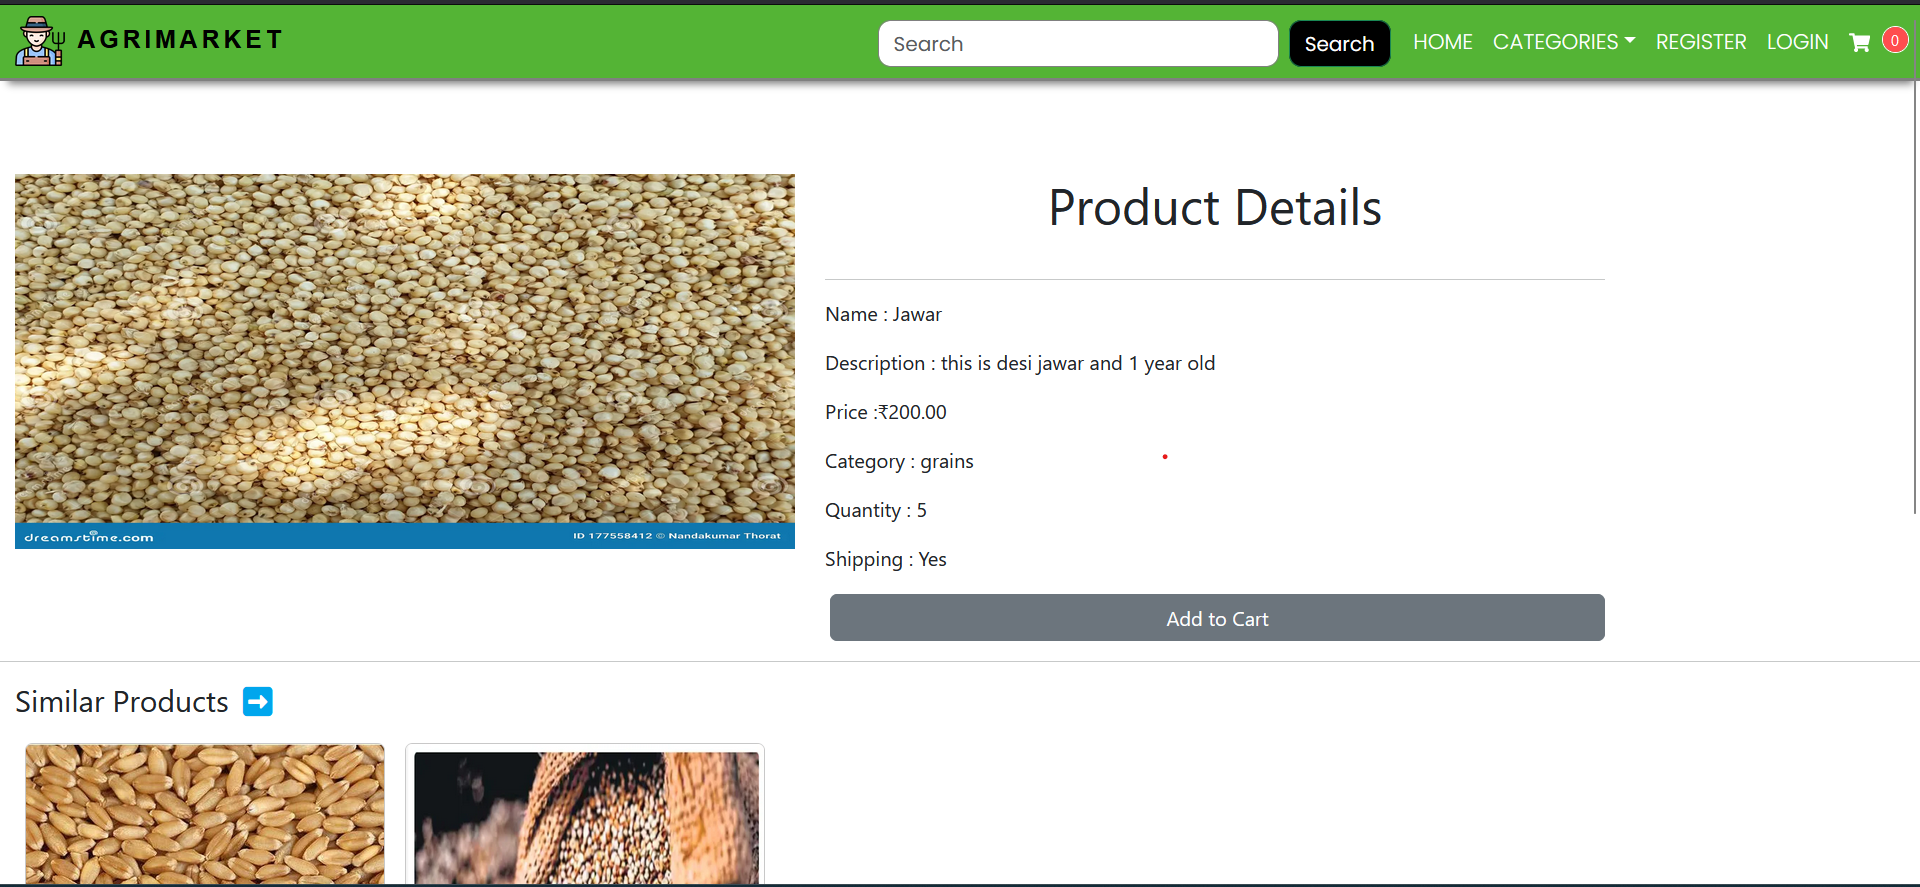 AGRIMARKET
Search
Search
HOME
CATEGORIES
REGISTER
LOGIN
0
Product Details
Name : Jawar
Description : this is desi jawar and 1 year old
Price :₹200.00
Category : grains
Quantity : 5
Shipping : Yes
Add to Cart
dreamstime.com
ID 177558412 © Nandakumar Thorat
Similar Products ➡